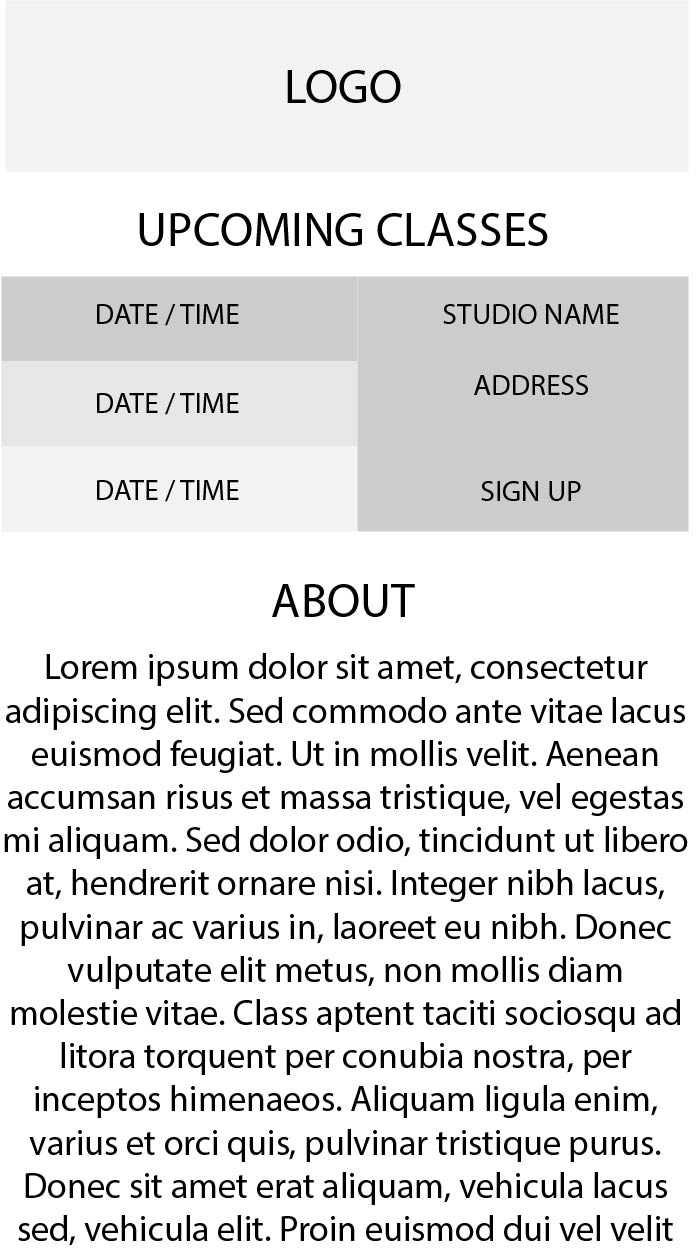 LOGO
UPCOMING CLASSES
DATE / TIME
DATE / TIME
DATE / TIME
STUDIO NAME
ADDRESS
SIGN UP
ABOUT
Lorem ipsum dolor sit amet, consectetur
adipiscing elit. Sed commodo ante vitae lacus
euismod feugiat. Ut in mollis velit. Aenean
accumsan risus et massa tristique, vel egestas
mi aliquam. Sed dolor odio, tincidunt ut libero
at, hendrerit ornare nisi. Integer nibh lacus,
pulvinar ac varius in, laoreet eu nibh. Donec
vulputate elit metus, non mollis diam
molestie vitae. Class aptent taciti sociosqu ad
litora torquent per conubia nostra, per
inceptos himenaeos. Aliquam ligula enim,
varius et orci quis, pulvinar tristique purus.
Donec sit amet erat aliquam, vehicula lacus
sed, vehicula elit. Proin euismod dui vel velit